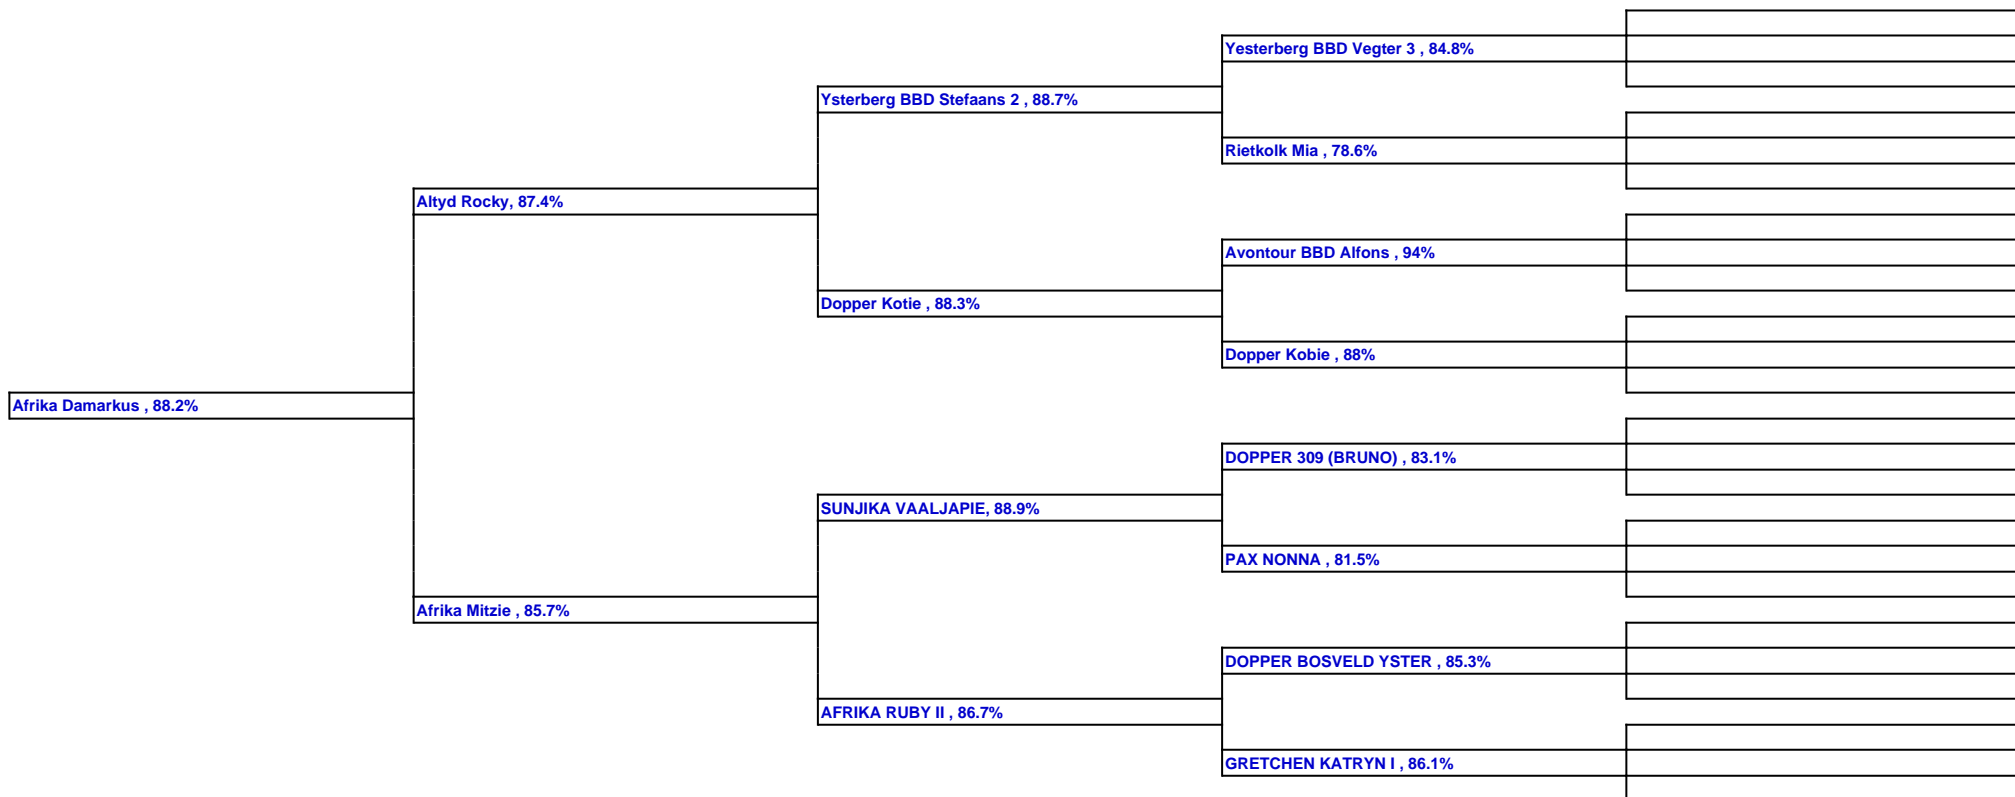 Yesterberg BBD Vegter 3 , 84.8%
Ysterberg BBD Stefaans 2 , 88.7%
Rietkolk Mia , 78.6%
Altyd Rocky, 87.4%
Avontour BBD Alfons , 94%
Dopper Kotie , 88.3%
Dopper Kobie , 88%
Afrika Damarkus , 88.2%
DOPPER 309 (BRUNO) , 83.1%
SUNJIKA VAALJAPIE, 88.9%
PAX NONNA , 81.5%
Afrika Mitzie , 85.7%
DOPPER BOSVELD YSTER , 85.3%
AFRIKA RUBY II , 86.7%
GRETCHEN KATRYN I , 86.1%